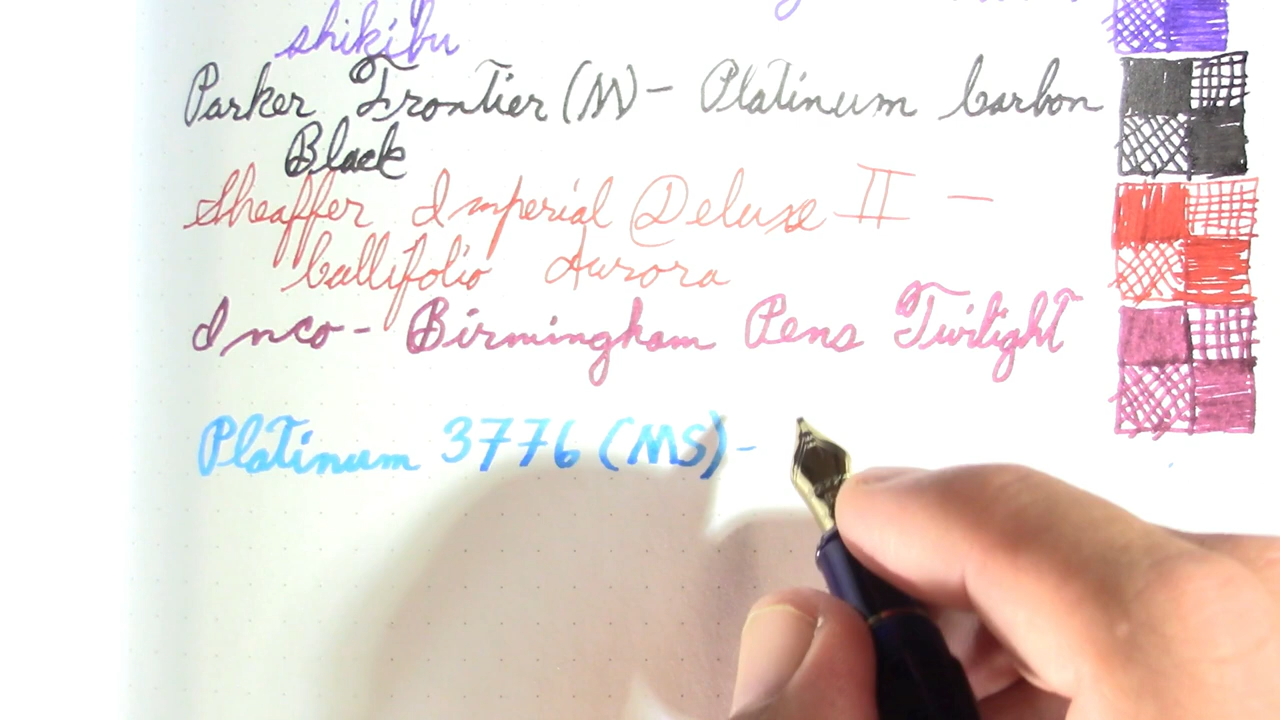 shikibu
Parker Frontier (M) - Platinum Carbon
Black
Sheaffer Imperial Deluxe II -
Callifolio Aurora
Inco - Birmingham Pens Twilight
Platinum 3776 (MS) -